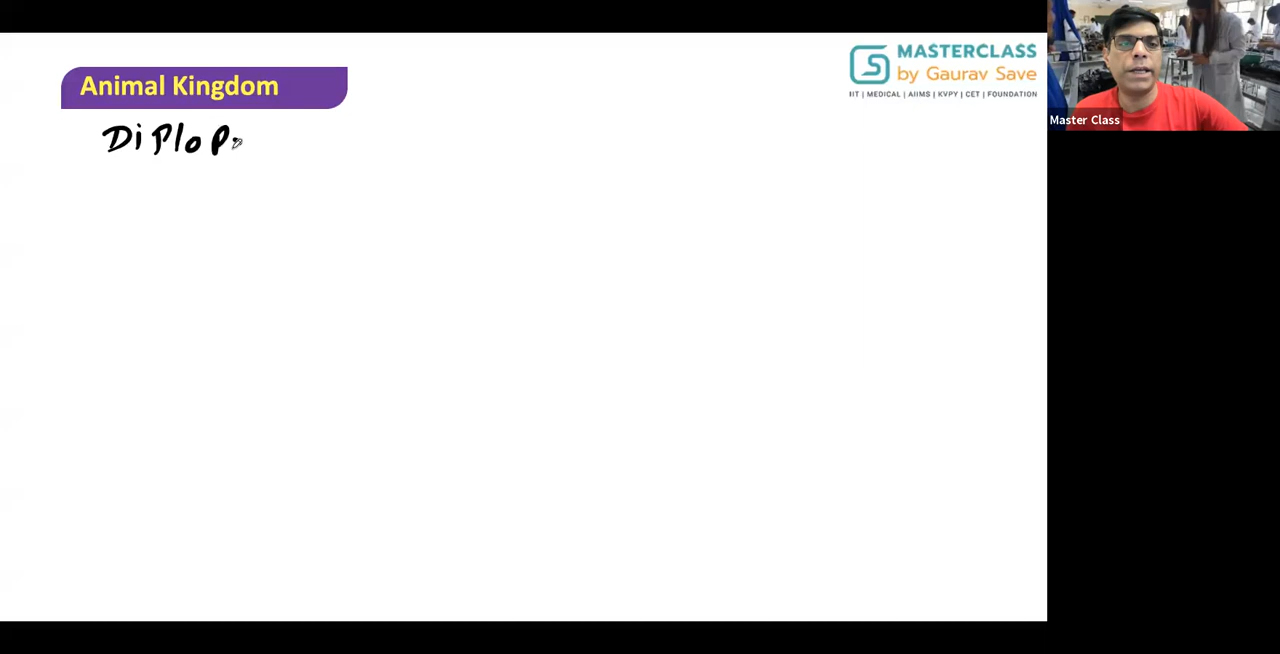 Animal Kingdom
MASTERCLASS
by Gaurav Save
IIT | MEDICAL | AIIMS | KVPY | CET | FOUNDATION
Master Class
DiPloP